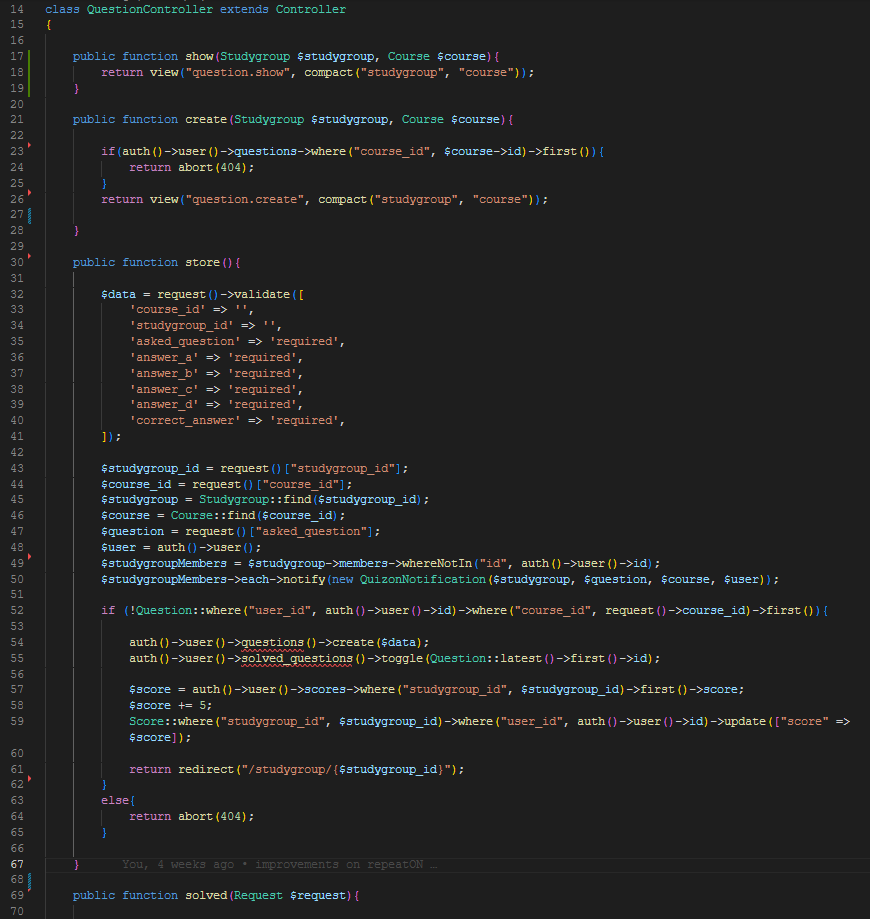 14 class QuestionController extends Controller
15 {
16
17     public function show(Studygroup $studygroup, Course $course){
18         return view("question.show", compact("studygroup", "course"));
19     }
20
21     public function create(Studygroup $studygroup, Course $course){
22
23         if(auth()->user()->questions->where("course_id", $course->id)->first()){
24             return abort(404);
25         }
26         return view("question.create", compact("studygroup", "course"));
27
28     }
29
30     public function store(){
31
32         $data = request()->validate([
33             'course_id' => '',
34             'studygroup_id' => '',
35             'asked_question' => 'required',
36             'answer_a' => 'required',
37             'answer_b' => 'required',
38             'answer_c' => 'required',
39             'answer_d' => 'required',
40             'correct_answer' => 'required',
41         ]);
42
43         $studygroup_id = request()["studygroup_id"];
44         $course_id = request()["course_id"];
45         $studygroup = Studygroup::find($studygroup_id);
46         $course = Course::find($course_id);
47         $question = request()["asked_question"];
48         $user = auth()->user();
49         $studygroupMembers = $studygroup->members->whereNotIn("id", auth()->user()->id);
50         $studygroupMembers->each->notify(new QuizonNotification($studygroup, $question, $course, $user));
51
52         if (!Question::where("user_id", auth()->user()->id)->where("course_id", request()->course_id)->first()){
53
54             auth()->user()->questions()->create($data);
55             auth()->user()->solved_questions()->toggle(Question::latest()->first()->id);
56
57             $score = auth()->user()->scores->where("studygroup_id", $studygroup_id)->first()->score;
58             $score += 5;
59             Score::where("studygroup_id", $studygroup_id)->where("user_id", auth()->user()->id)->update(["score" =>
            $score]);
60
61             return redirect("/studygroup/{$studygroup_id}");
62         }
63         else{
64             return abort(404);
65         }
66
67     }      You, 4 weeks ago • improvements on repeatON …
68
69     public function solved(Request $request){
70